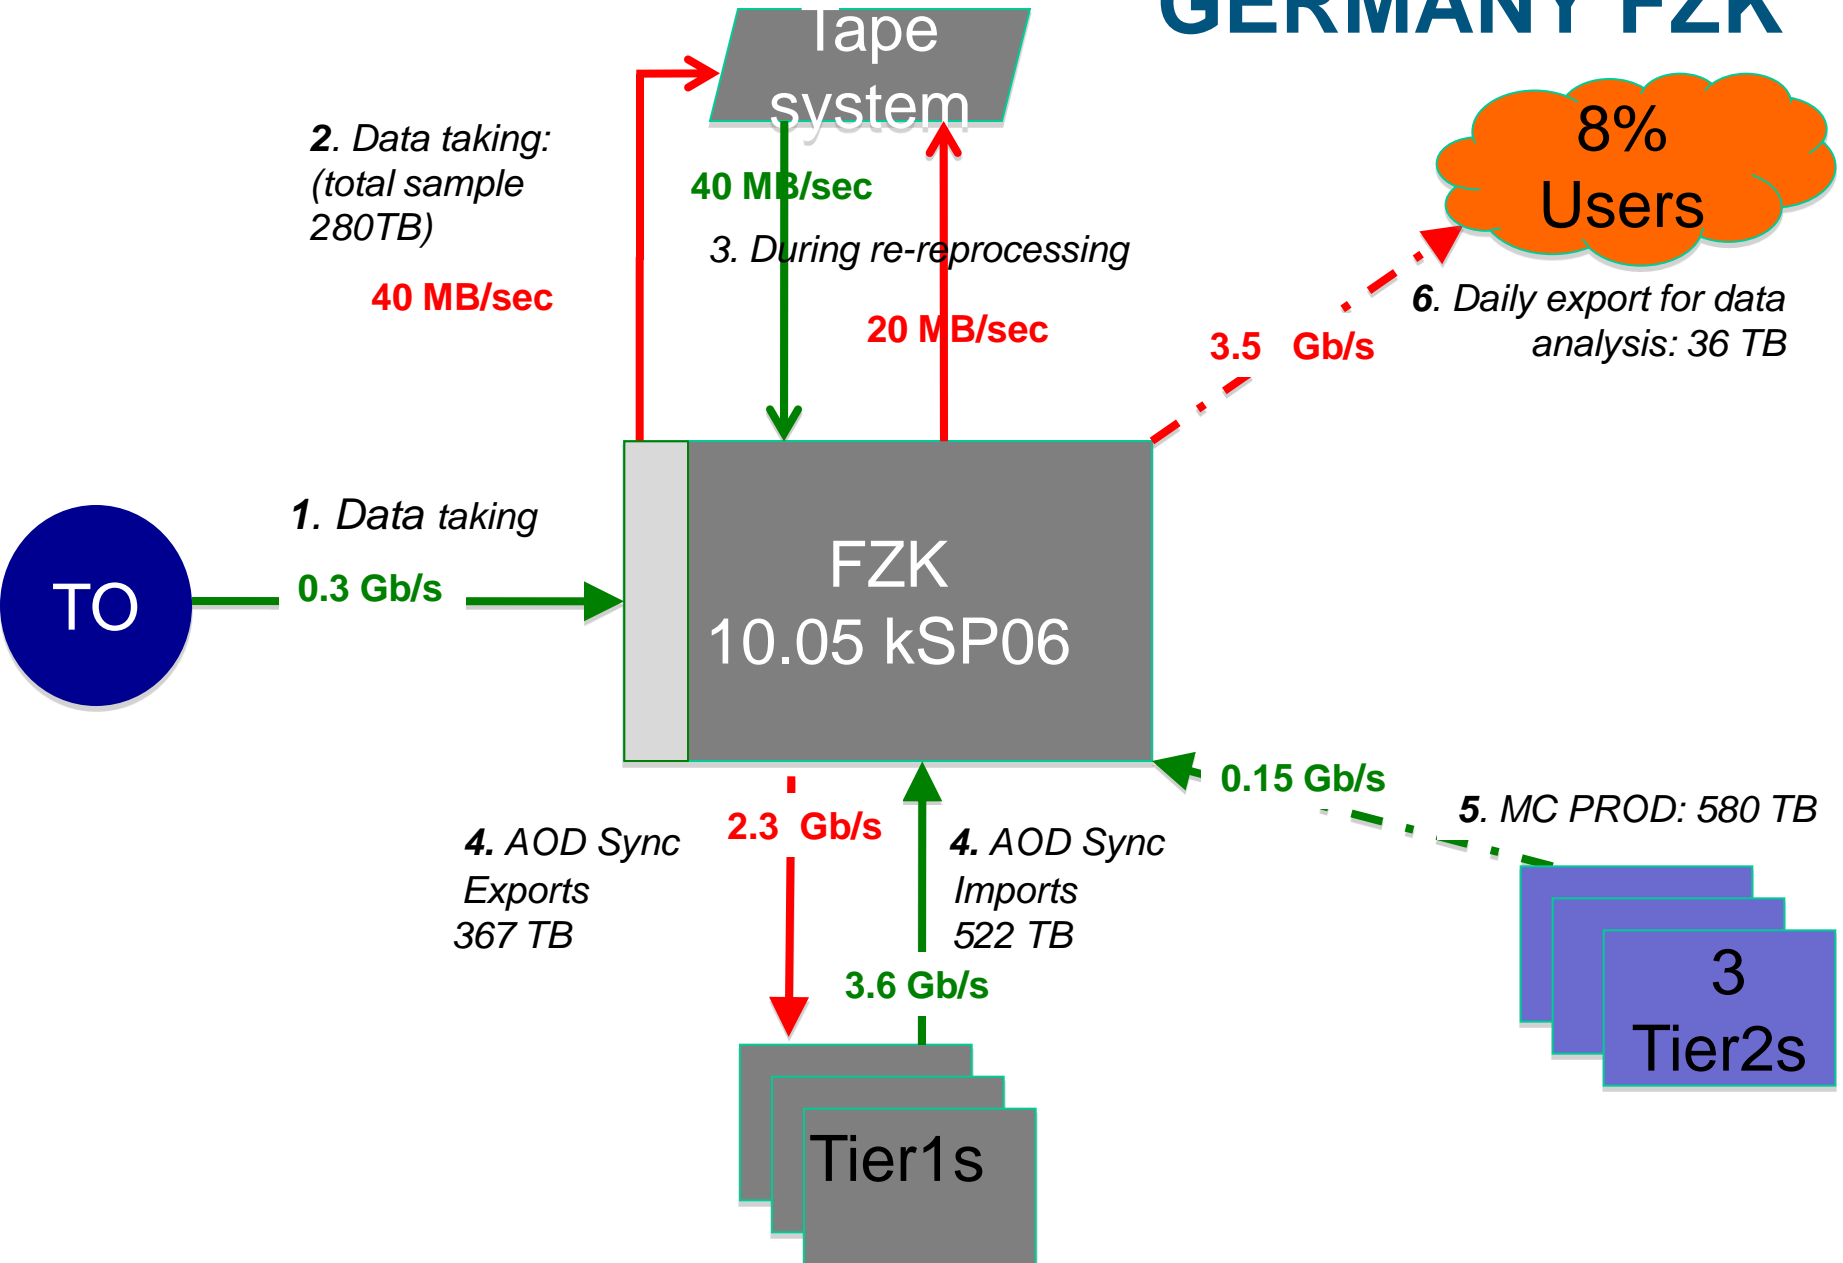 GERMANY FZK
Tape
system
8%
Users
2. Data taking:
(total sample
280TB)
40 MB/sec
40 MB/sec
3. During re-reprocessing
20 MB/sec
3.5 Gb/s
6. Daily export for data
analysis: 36 TB
1. Data taking
TO
0.3 Gb/s
FZK
10.05 kSP06
0.15 Gb/s
5. MC PROD: 580 TB
4. AOD Sync
Exports
367 TB
2.3 Gb/s
4. AOD Sync
Imports
522 TB
3.6 Gb/s
3
Tier2s
Tier1s